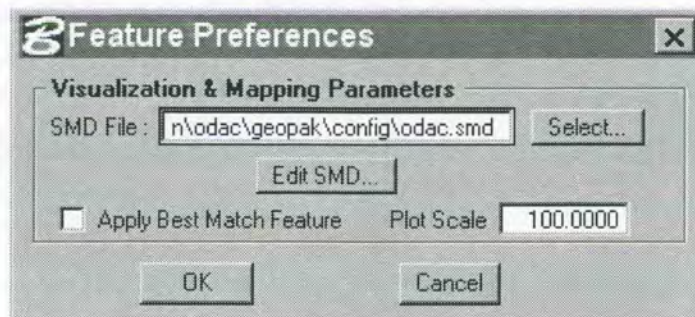 Feature Preferences
Visualization & Mapping Parameters
SMD File : n\odac\geopak\config\odac.smd Select...
Edit SMD...
Apply Best Match Feature Plot Scale 100.0000
OK Cancel